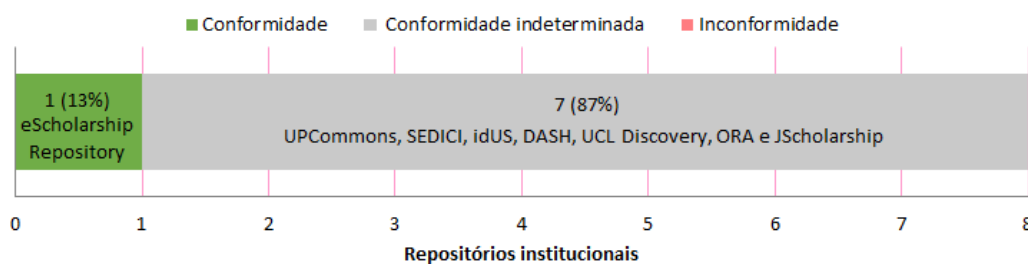 Conformidade Conformidade indeterminada Inconformidade
1 (13%)
eScholarship
Repository
7 (87%)
UPCommons, SEDICI, idUS, DASH, UCL Discovery, ORA e JScholarship
0 1 2 3 4 5 6 7 8
Repositórios institucionais